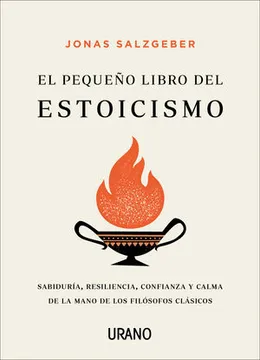 JONAS SALZGEBER
EL PEQUEÑO LIBRO DEL
ESTOICISMO
SABIDURÍA, RESILIENCIA, CONFIANZA Y CALMA
DE LA MANO DE LOS FILÓSOFOS CLÁSICOS
URANO